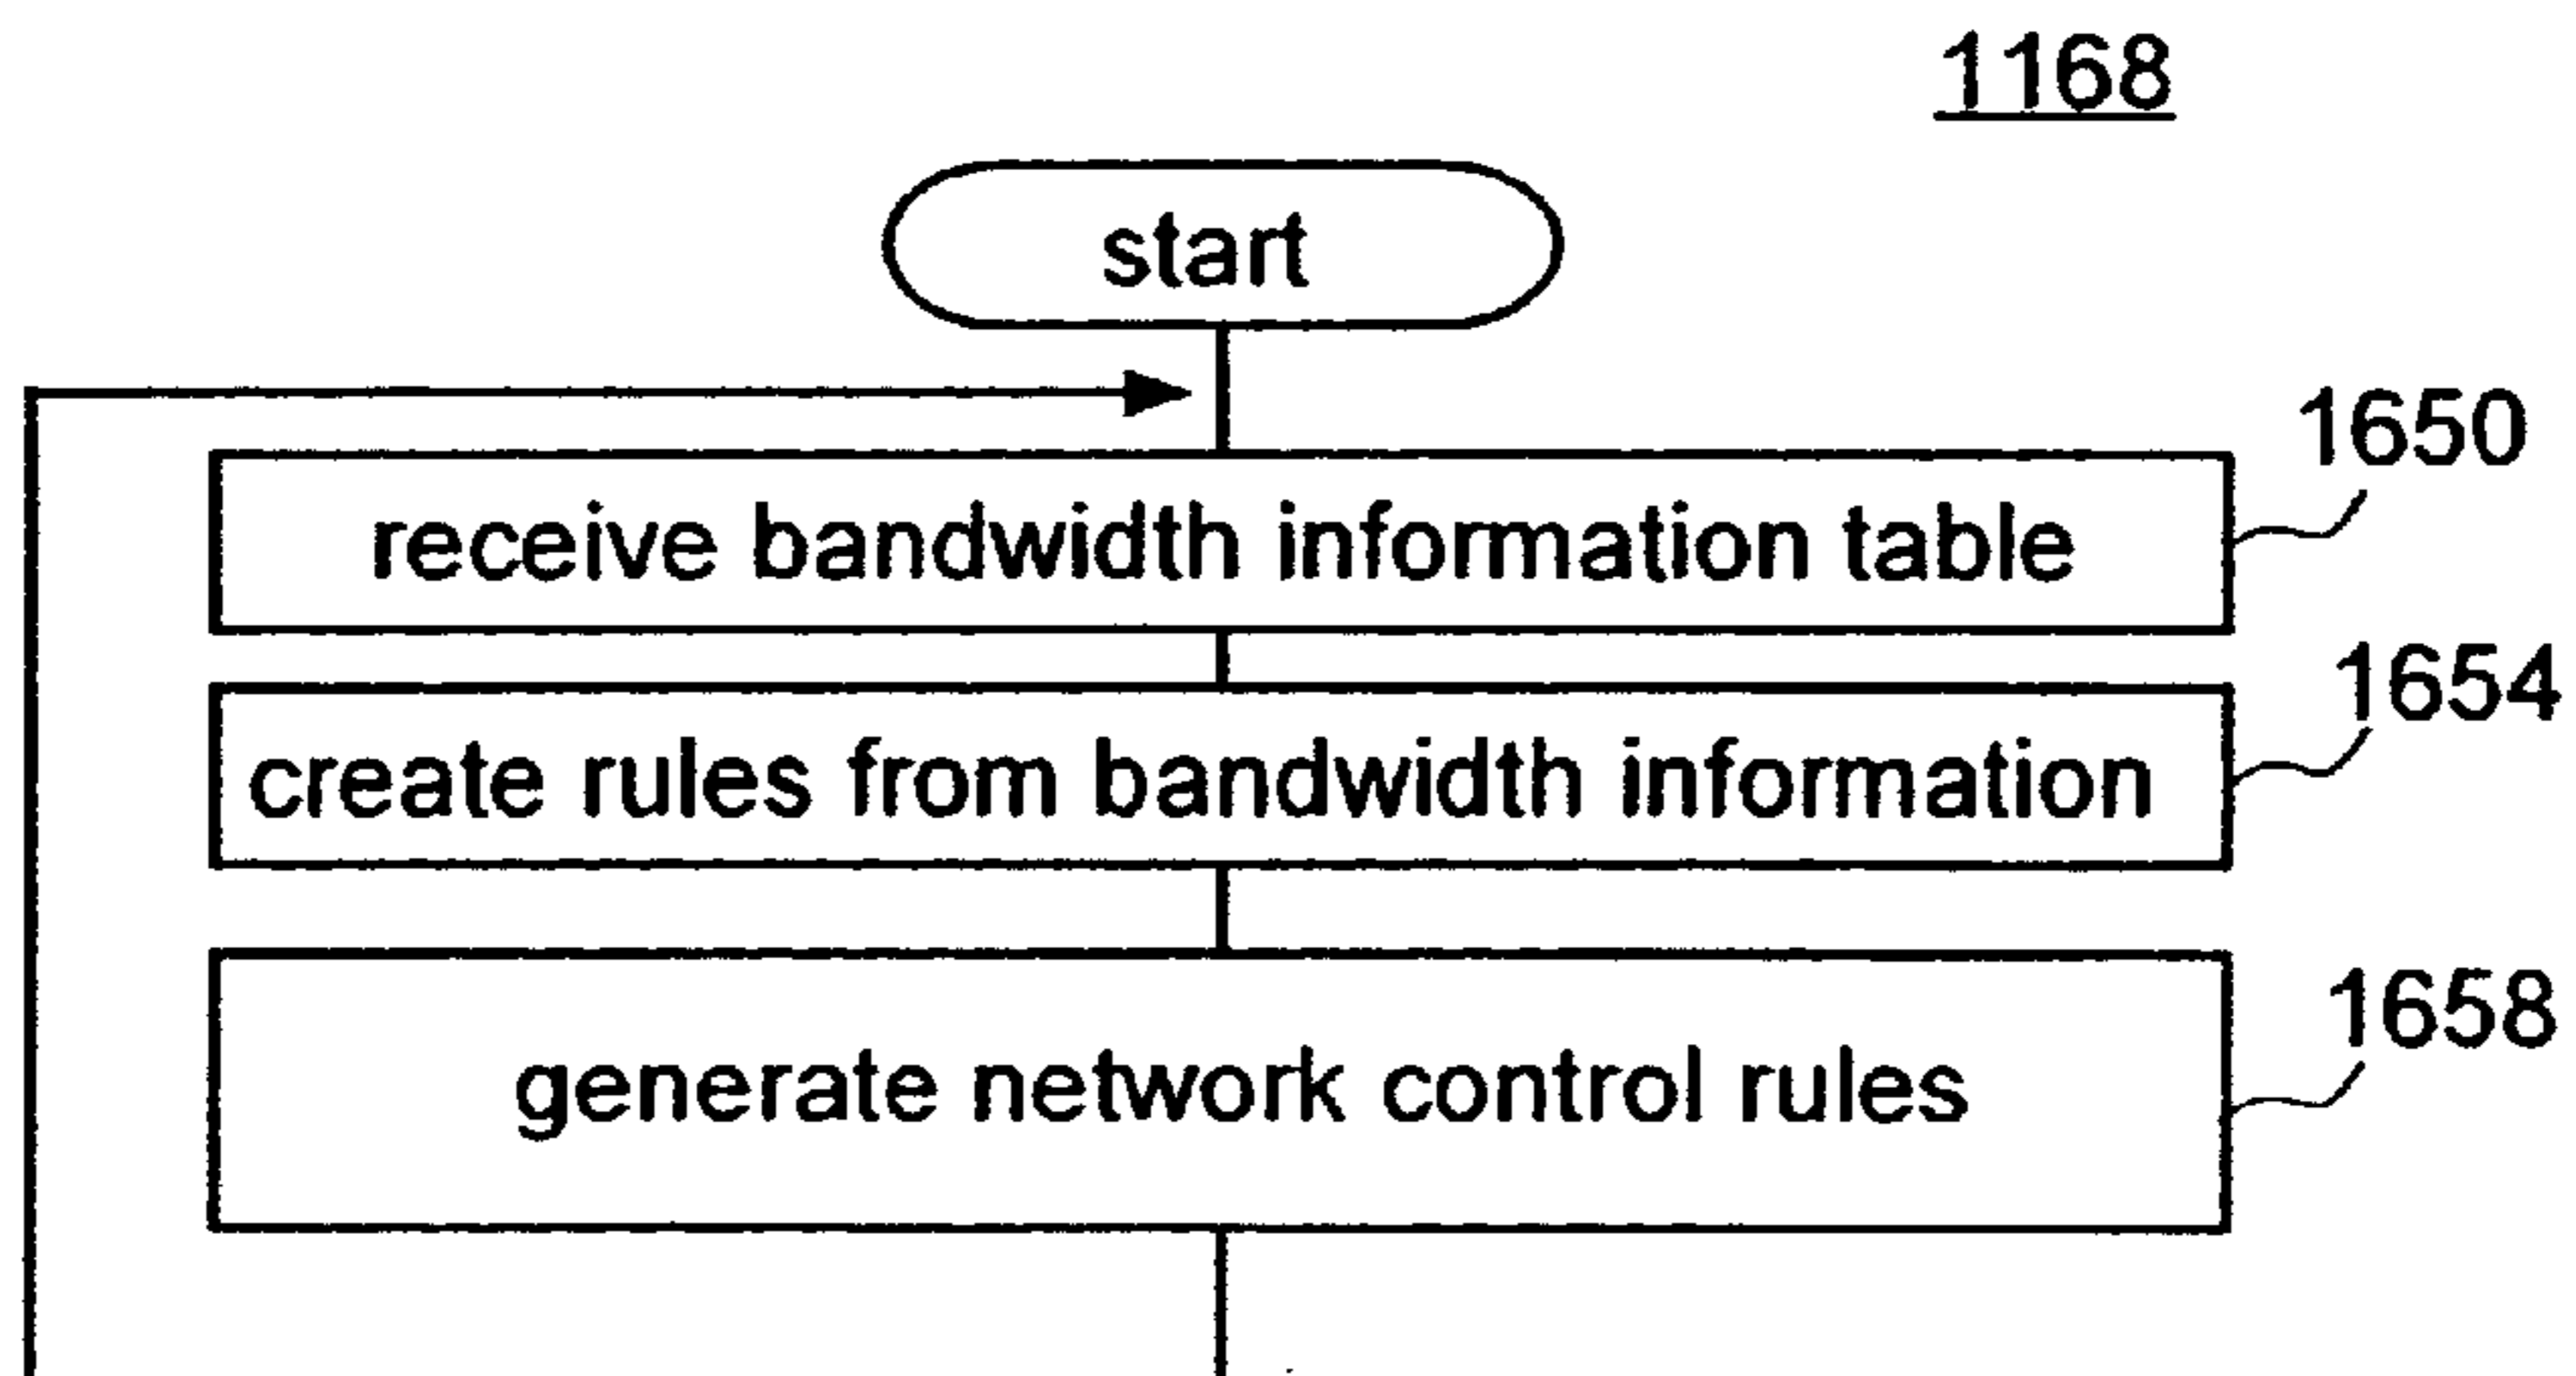 1168
start
1650
receive bandwidth information table
1654
create rules from bandwidth information
1658
generate network control rules